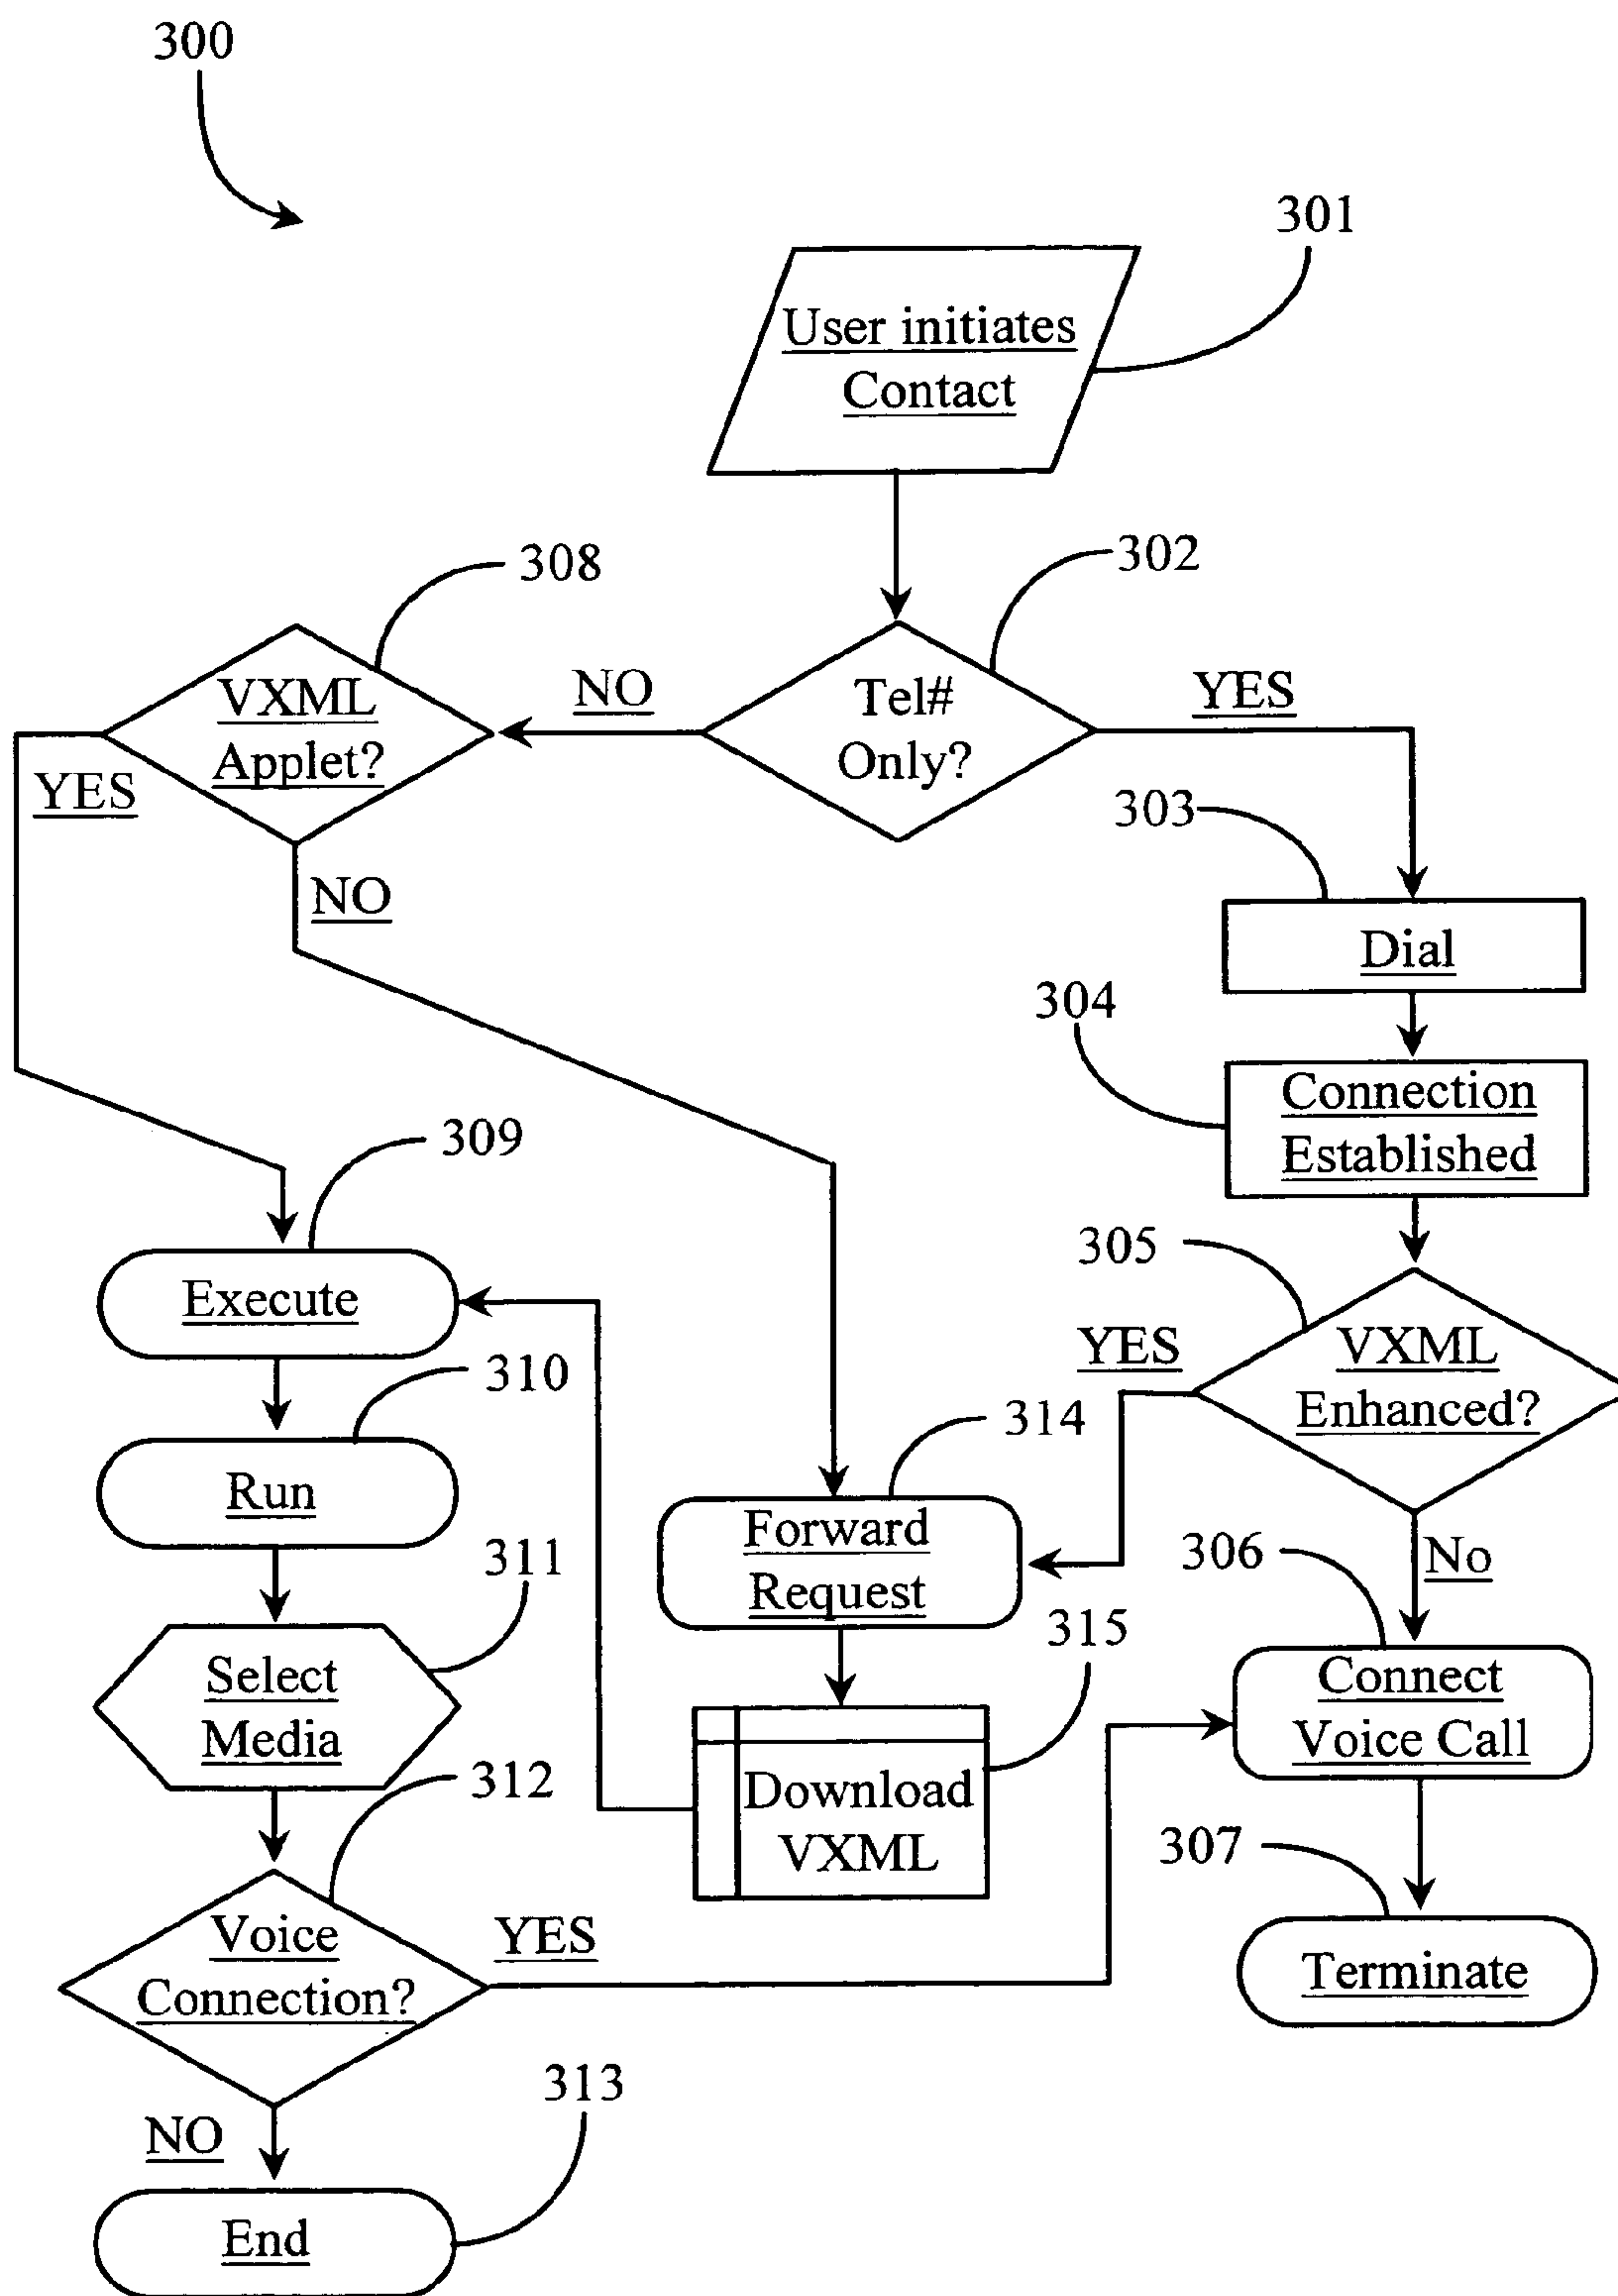 300
301
User initiates
Contact
308
302
VXML
Applet?
NO
Tel#
Only?
YES
YES
NO
303
Dial
304
Connection
Established
309
Execute
305
YES
VXML
Enhanced?
310
Run
314
Forward
Request
306
No
311
Select
Media
315
Connect
Voice Call
312
Download
VXML
307
Voice
Connection?
YES
Terminate
313
NO
End